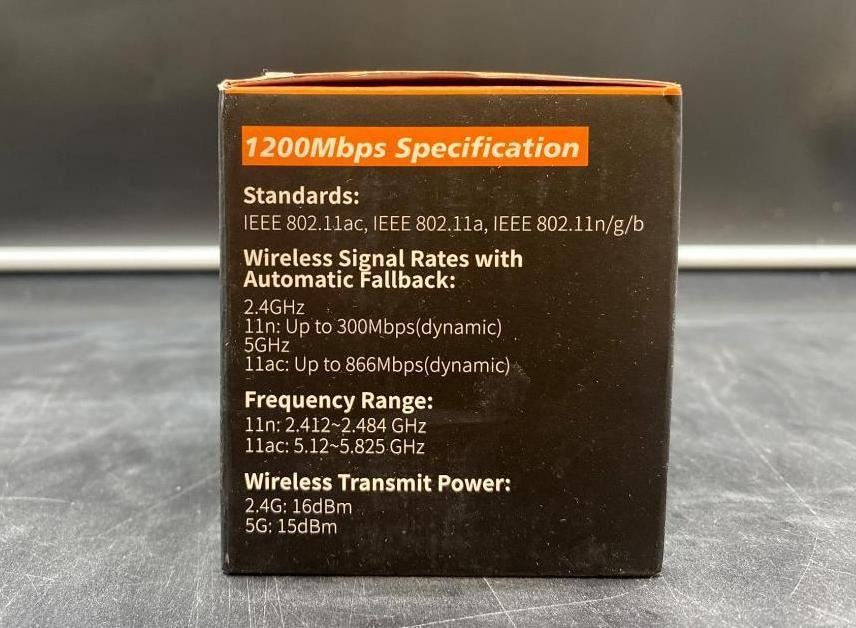 1200Mbps Specification
Standards:
IEEE 802.11ac, IEEE 802.11a, IEEE 802.11n/g/b
Wireless Signal Rates with
Automatic Fallback:
2.4GHz
11n: Up to 300Mbps(dynamic)
5GHz
11ac: Up to 866Mbps(dynamic)
Frequency Range:
11n: 2.412~2.484 GHz
11ac: 5.12~5.825 GHz
Wireless Transmit Power:
2.4G: 16dBm
5G: 15dBm